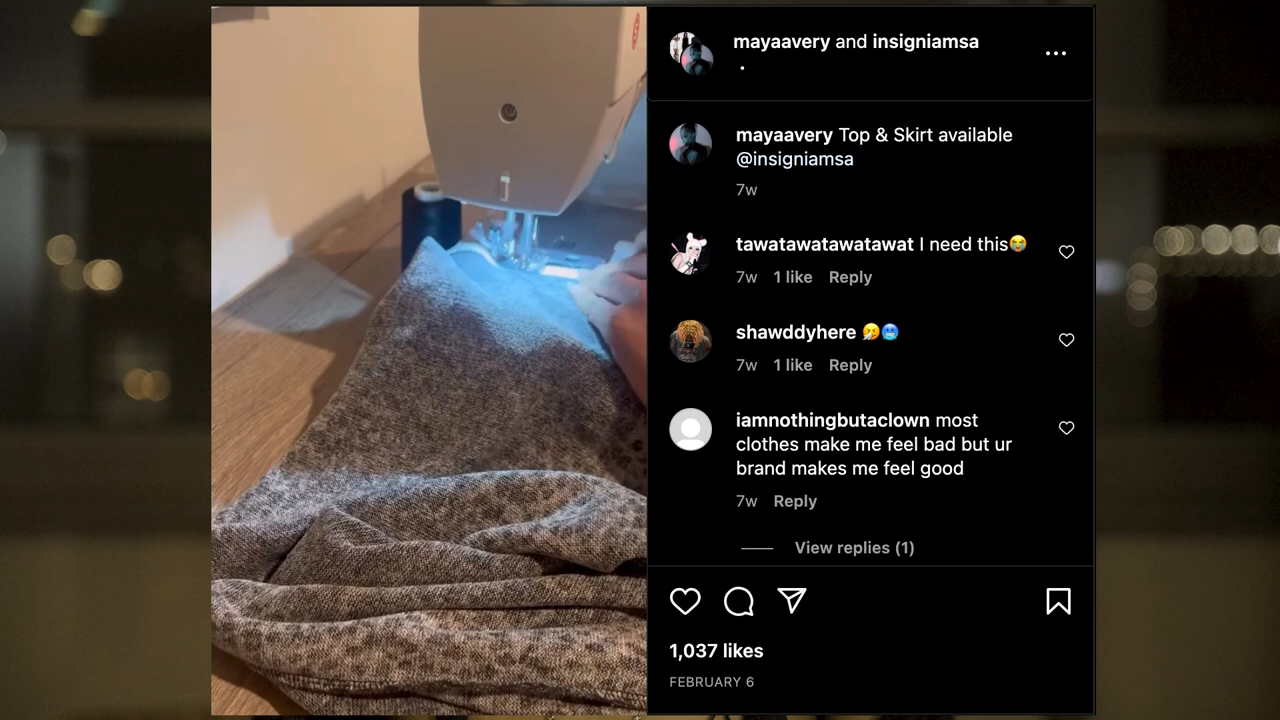 mayaavery and insigniamsa
mayaavery Top & Skirt available
@insigniamsa
7w
tawatawatawatawat I need this😭
7w 1 like Reply
shawddyhere 🤧🥶
7w 1 like Reply
iamnothingbutaclown most
clothes make me feel bad but ur
brand makes me feel good
7w Reply
View replies (1)
1,037 likes
FEBRUARY 6